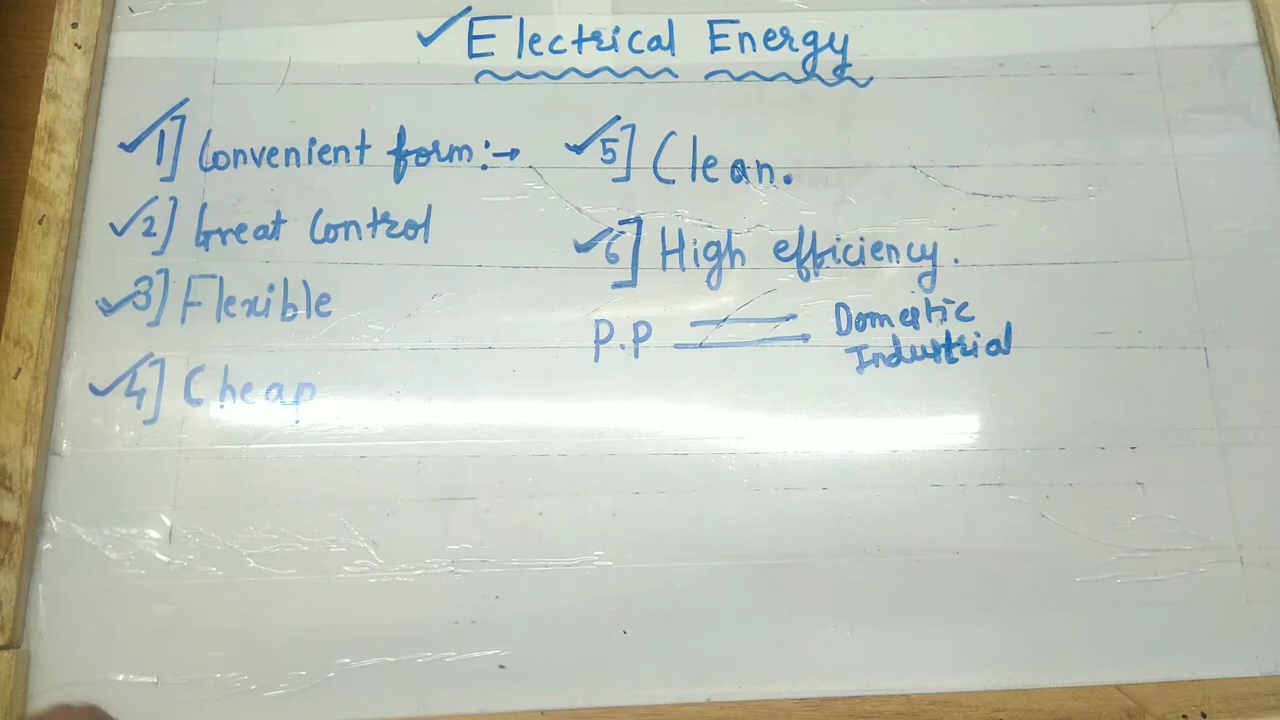 ✓Electrical Energy
✓1] Convenient form:→
✓2] Great Control
✓3] Flexible
✓4] Cheap
✓5] Clean.
✓6] High efficiency.
P.P → Domestic
→ Industrial